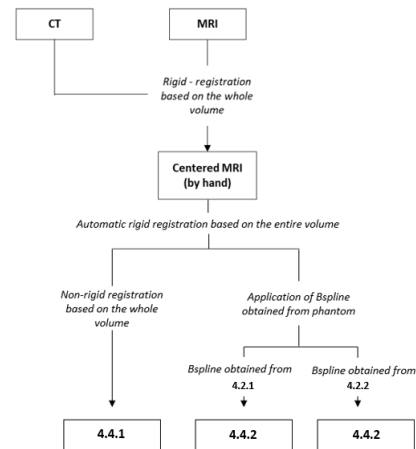 CT
MRI
Rigid - registration
based on the whole
volume
Centered MRI
(by hand)
Automatic rigid registration based on the entire volume
Non-rigid registration
based on the whole
volume
Application of Bspline
obtained from phantom
Bspline obtained from
4.2.1
Bspline obtained from
4.2.2
4.4.1
4.4.2
4.4.2